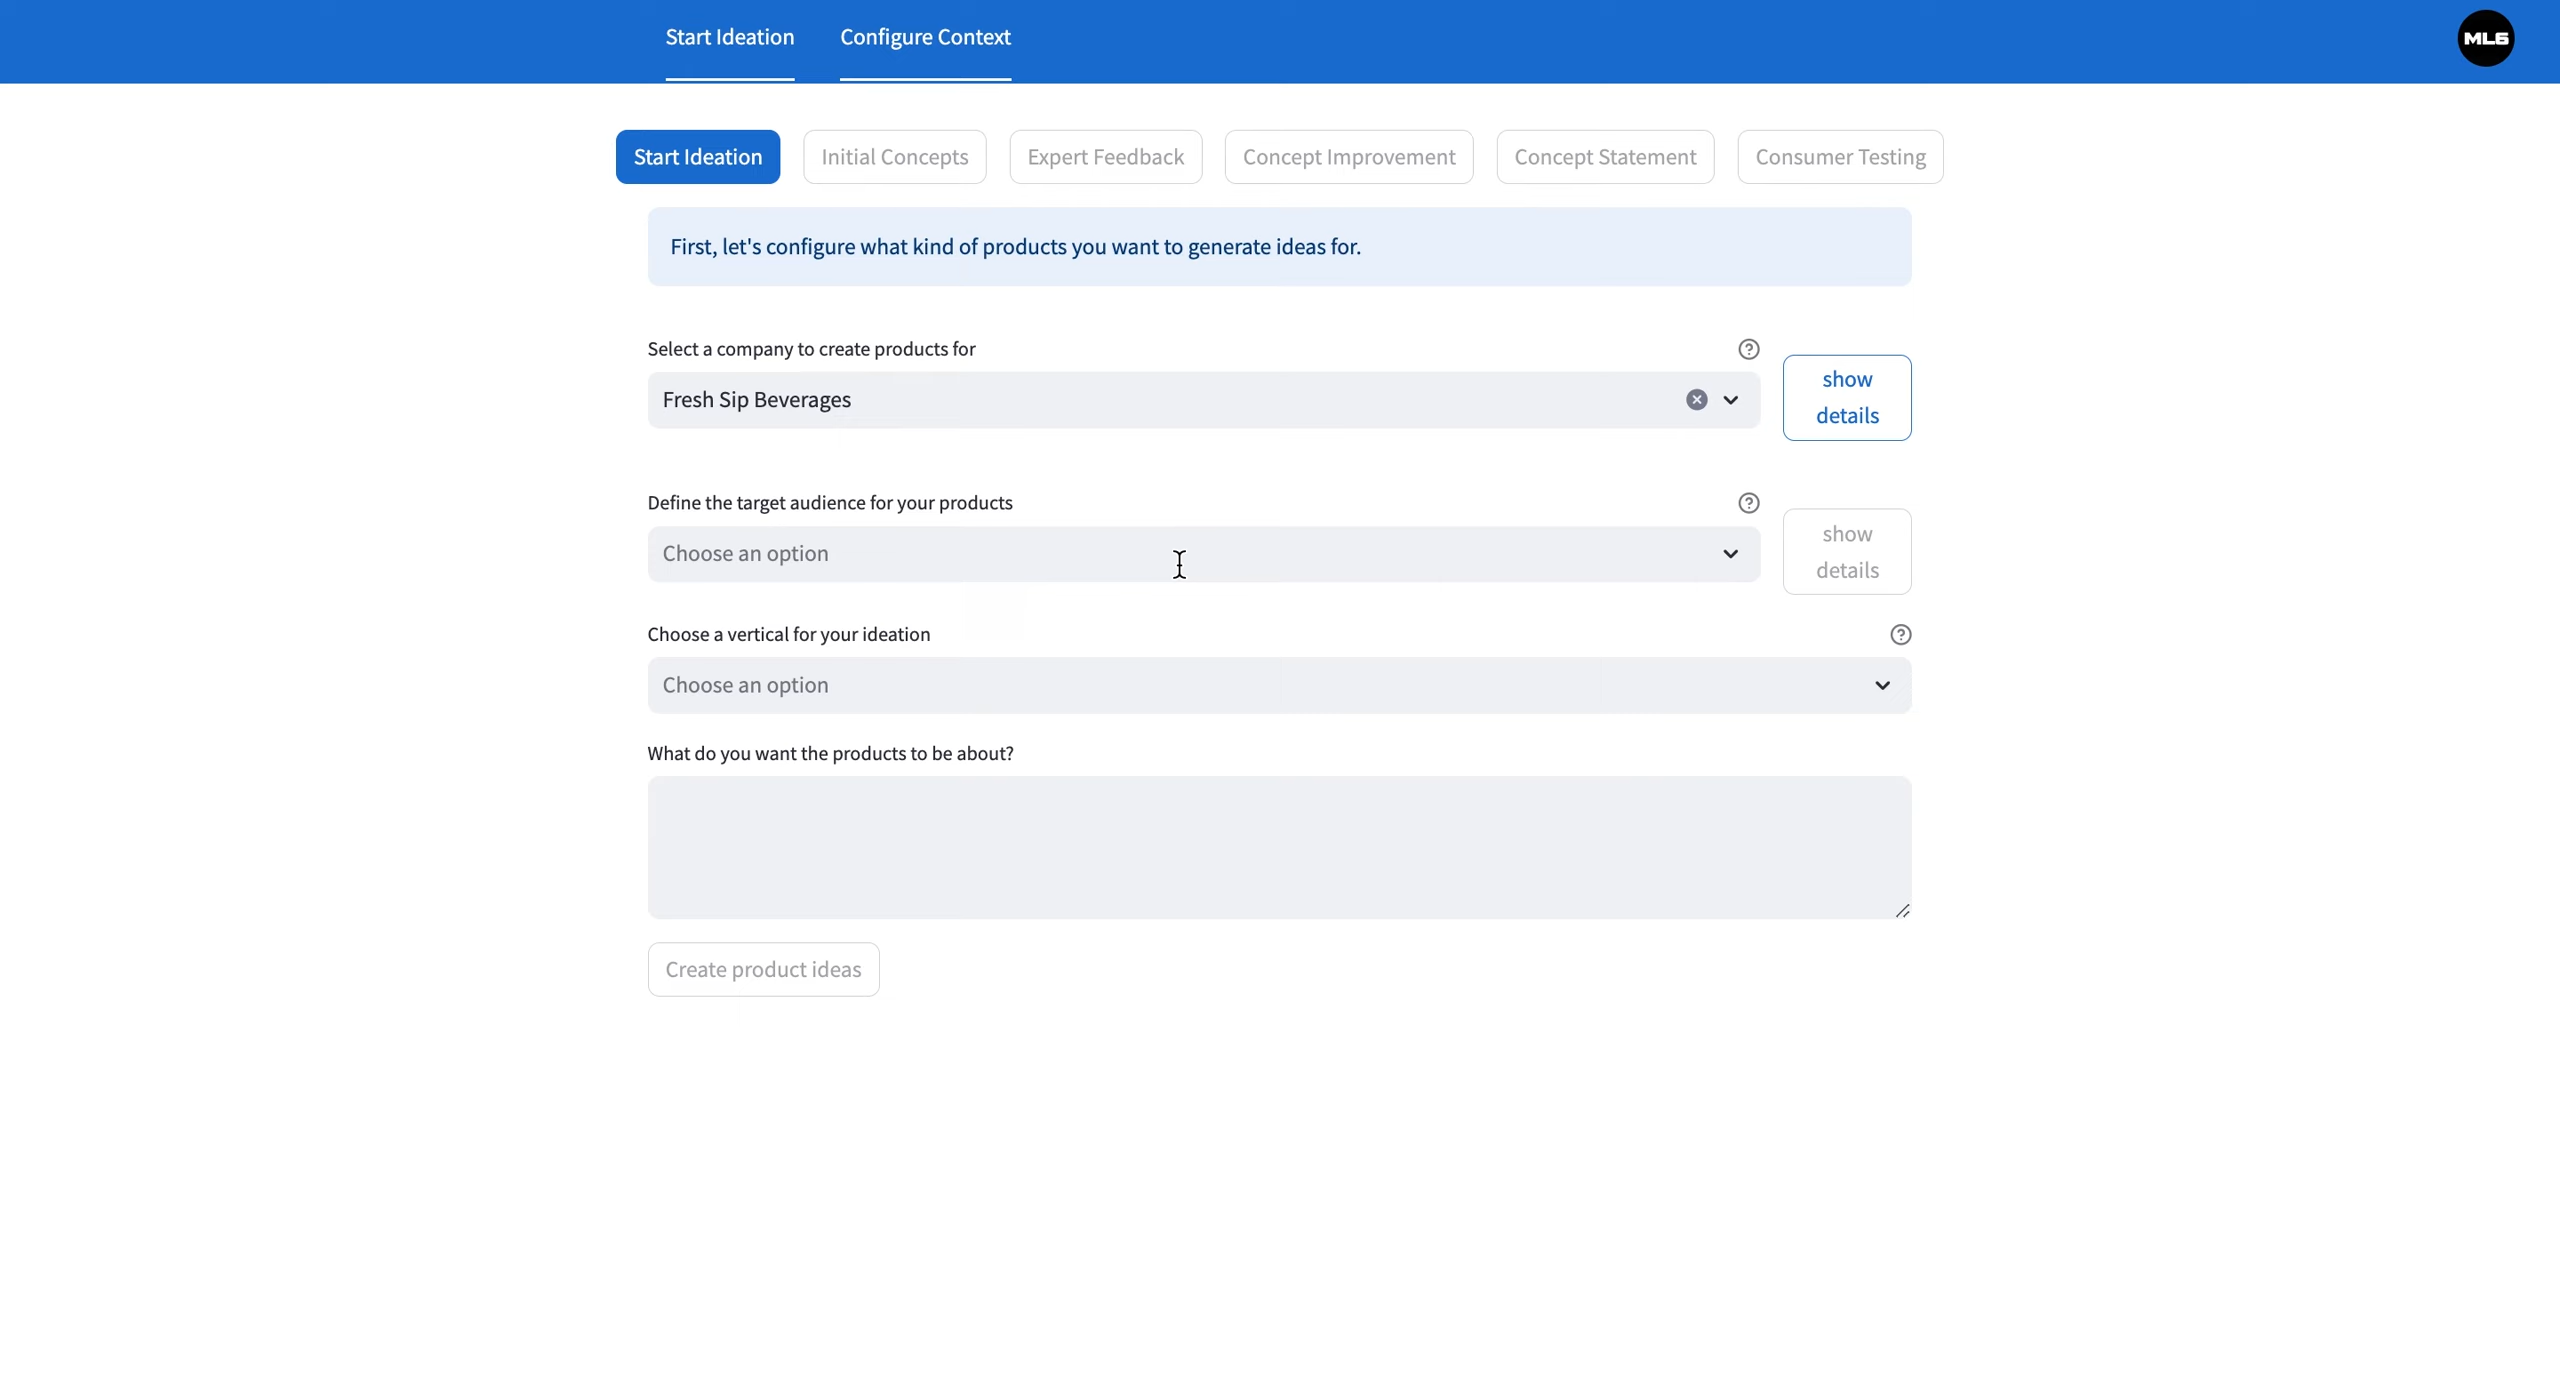 Start Ideation Configure Context ML6
Start Ideation Initial Concepts Expert Feedback Concept Improvement Concept Statement Consumer Testing
First, let's configure what kind of products you want to generate ideas for.
Select a company to create products for
Fresh Sip Beverages
show
details
Define the target audience for your products
Choose an option
show
details
Choose a vertical for your ideation
Choose an option
What do you want the products to be about?
Create product ideas